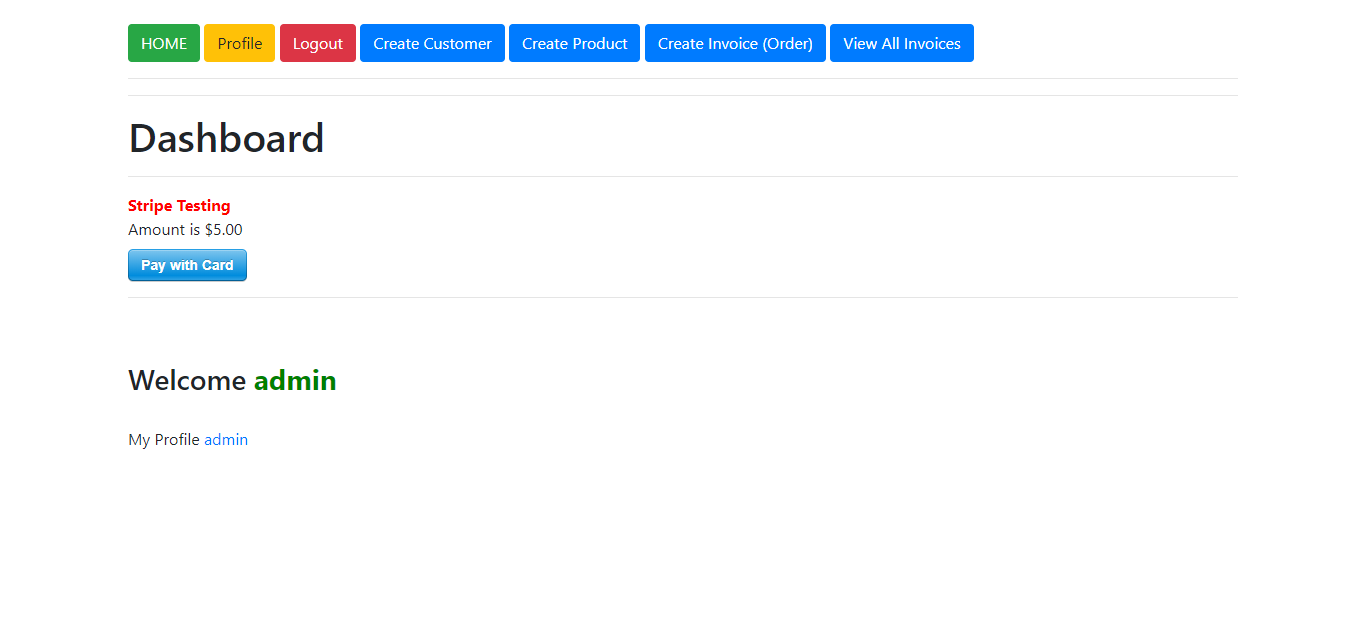 HOME Profile Logout Create Customer Create Product Create Invoice (Order) View All Invoices
Dashboard
Stripe Testing
Amount is $5.00
Pay with Card
Welcome admin
My Profile admin